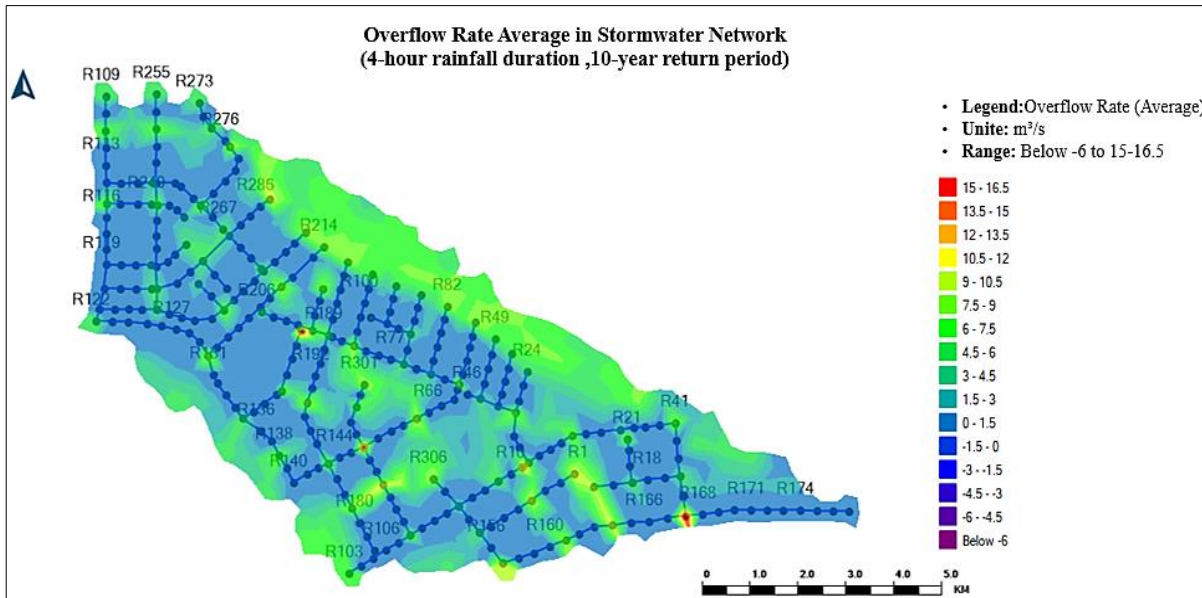 Overflow Rate Average in Stormwater Network
(4-hour rainfall duration ,10-year return period)
R109
R255
R273
R276
R113
R249
R286
R116
R267
R214
R119
R122
R127
R206
R100
R82
R189
R77
R49
R131
R192
R301
R24
R46
R66
R136
R41
R138
R144
R21
R1
R140
R306
R10
R18
R180
R166
R168
R171
R174
R106
R156
R160
R103
• Legend:Overflow Rate (Average)
• Unite: m³/s
• Range: Below -6 to 15-16.5
15 - 16.5
13.5 - 15
12 - 13.5
10.5 - 12
9 - 10.5
7.5 - 9
6 - 7.5
4.5 - 6
3 - 4.5
1.5 - 3
0 - 1.5
-1.5 - 0
-3 - -1.5
-4.5 - -3
-6 - -4.5
Below -6
0 1.0 2.0 3.0 4.0 5.0
KM